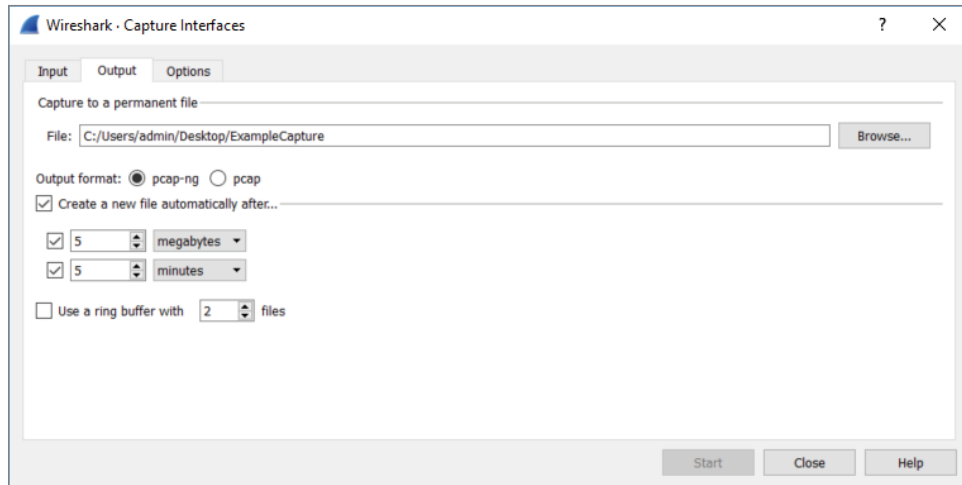 Wireshark · Capture Interfaces
?
Input Output Options
Capture to a permanent file
File: C:/Users/admin/Desktop/ExampleCapture Browse...
Output format: pcap-ng pcap
Create a new file automatically after...
5 megabytes
5 minutes
Use a ring buffer with 2 files
Start Close Help